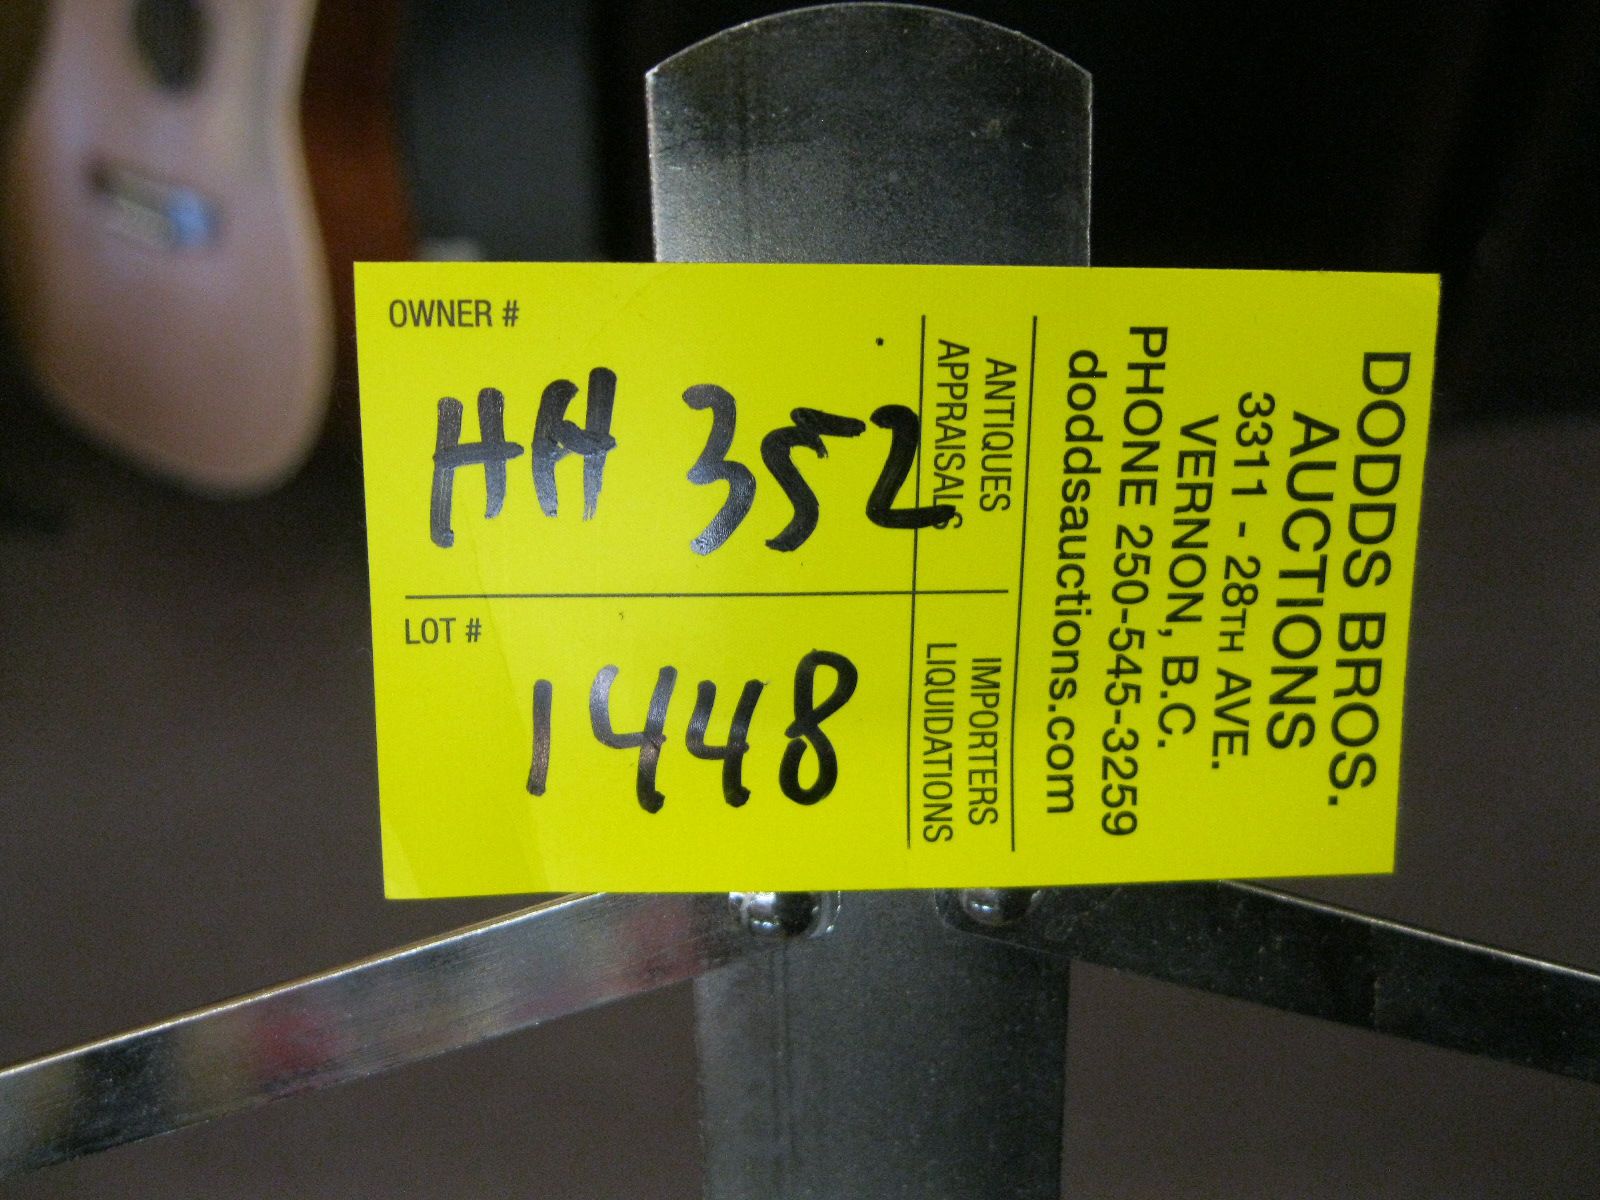 OWNER #
HH 352
LOT #
1448
ANTIQUES
APPRAISALS
IMPORTERS
LIQUIDATIONS
DODDS BROS.
AUCTIONS
3311 - 28TH AVE.
VERNON, B.C.
PHONE 250-545-3259
doddsauctions.com